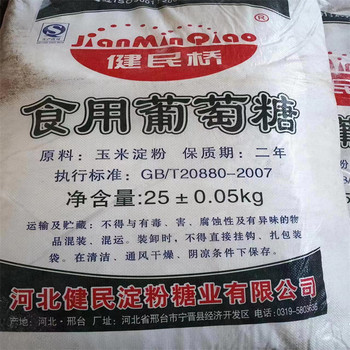 JianMinQiao®
健民桥
食用葡萄糖
原料：玉米淀粉 保质期：二年
执行标准：GB/T20880-2007
净含量:25±0.05kg
运输及贮藏：不得与有毒、害、腐蚀性及有异味的物
品混装、混运。装卸时，不得直接挂钩、扎包装
袋。在清洁、通风干燥、阴凉条件下保存。
河北健民淀粉糖业有限公司
产地：河北·邢台 厂址：河北省邢台市宁晋县经济开发区 电话：0319-5803635